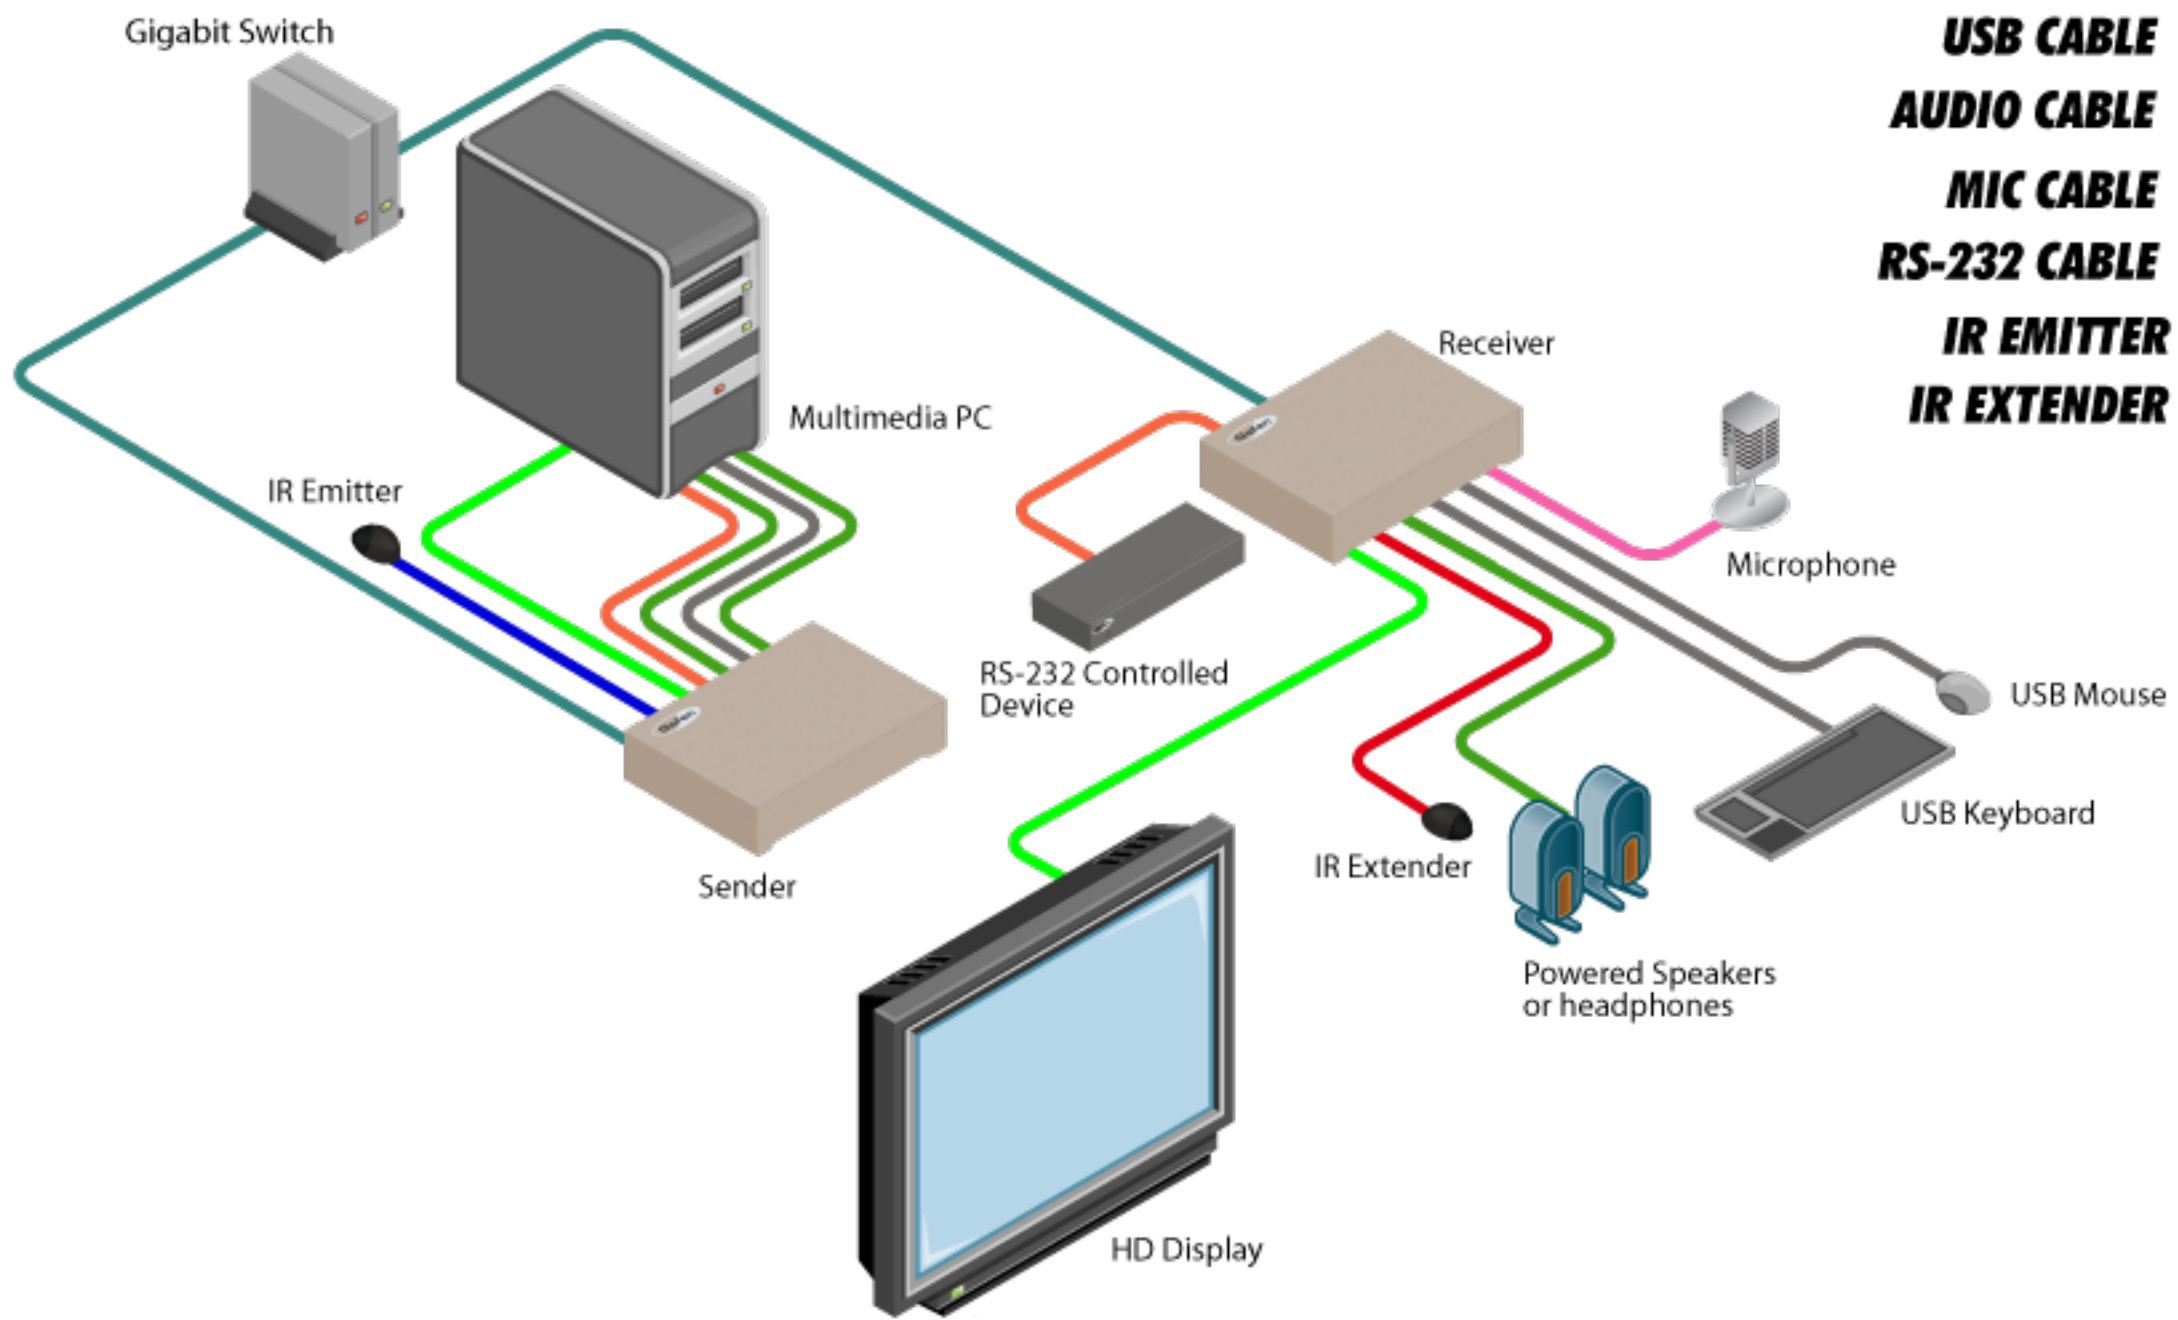 Gigabit Switch
USB CABLE
AUDIO CABLE
MIC CABLE
RS-232 CABLE
IR EMITTER
IR EXTENDER
Receiver
Multimedia PC
IR Emitter
Microphone
RS-232 Controlled
Device
USB Mouse
USB Keyboard
Sender
IR Extender
Powered Speakers
or headphones
HD Display
Gefen
Gefen